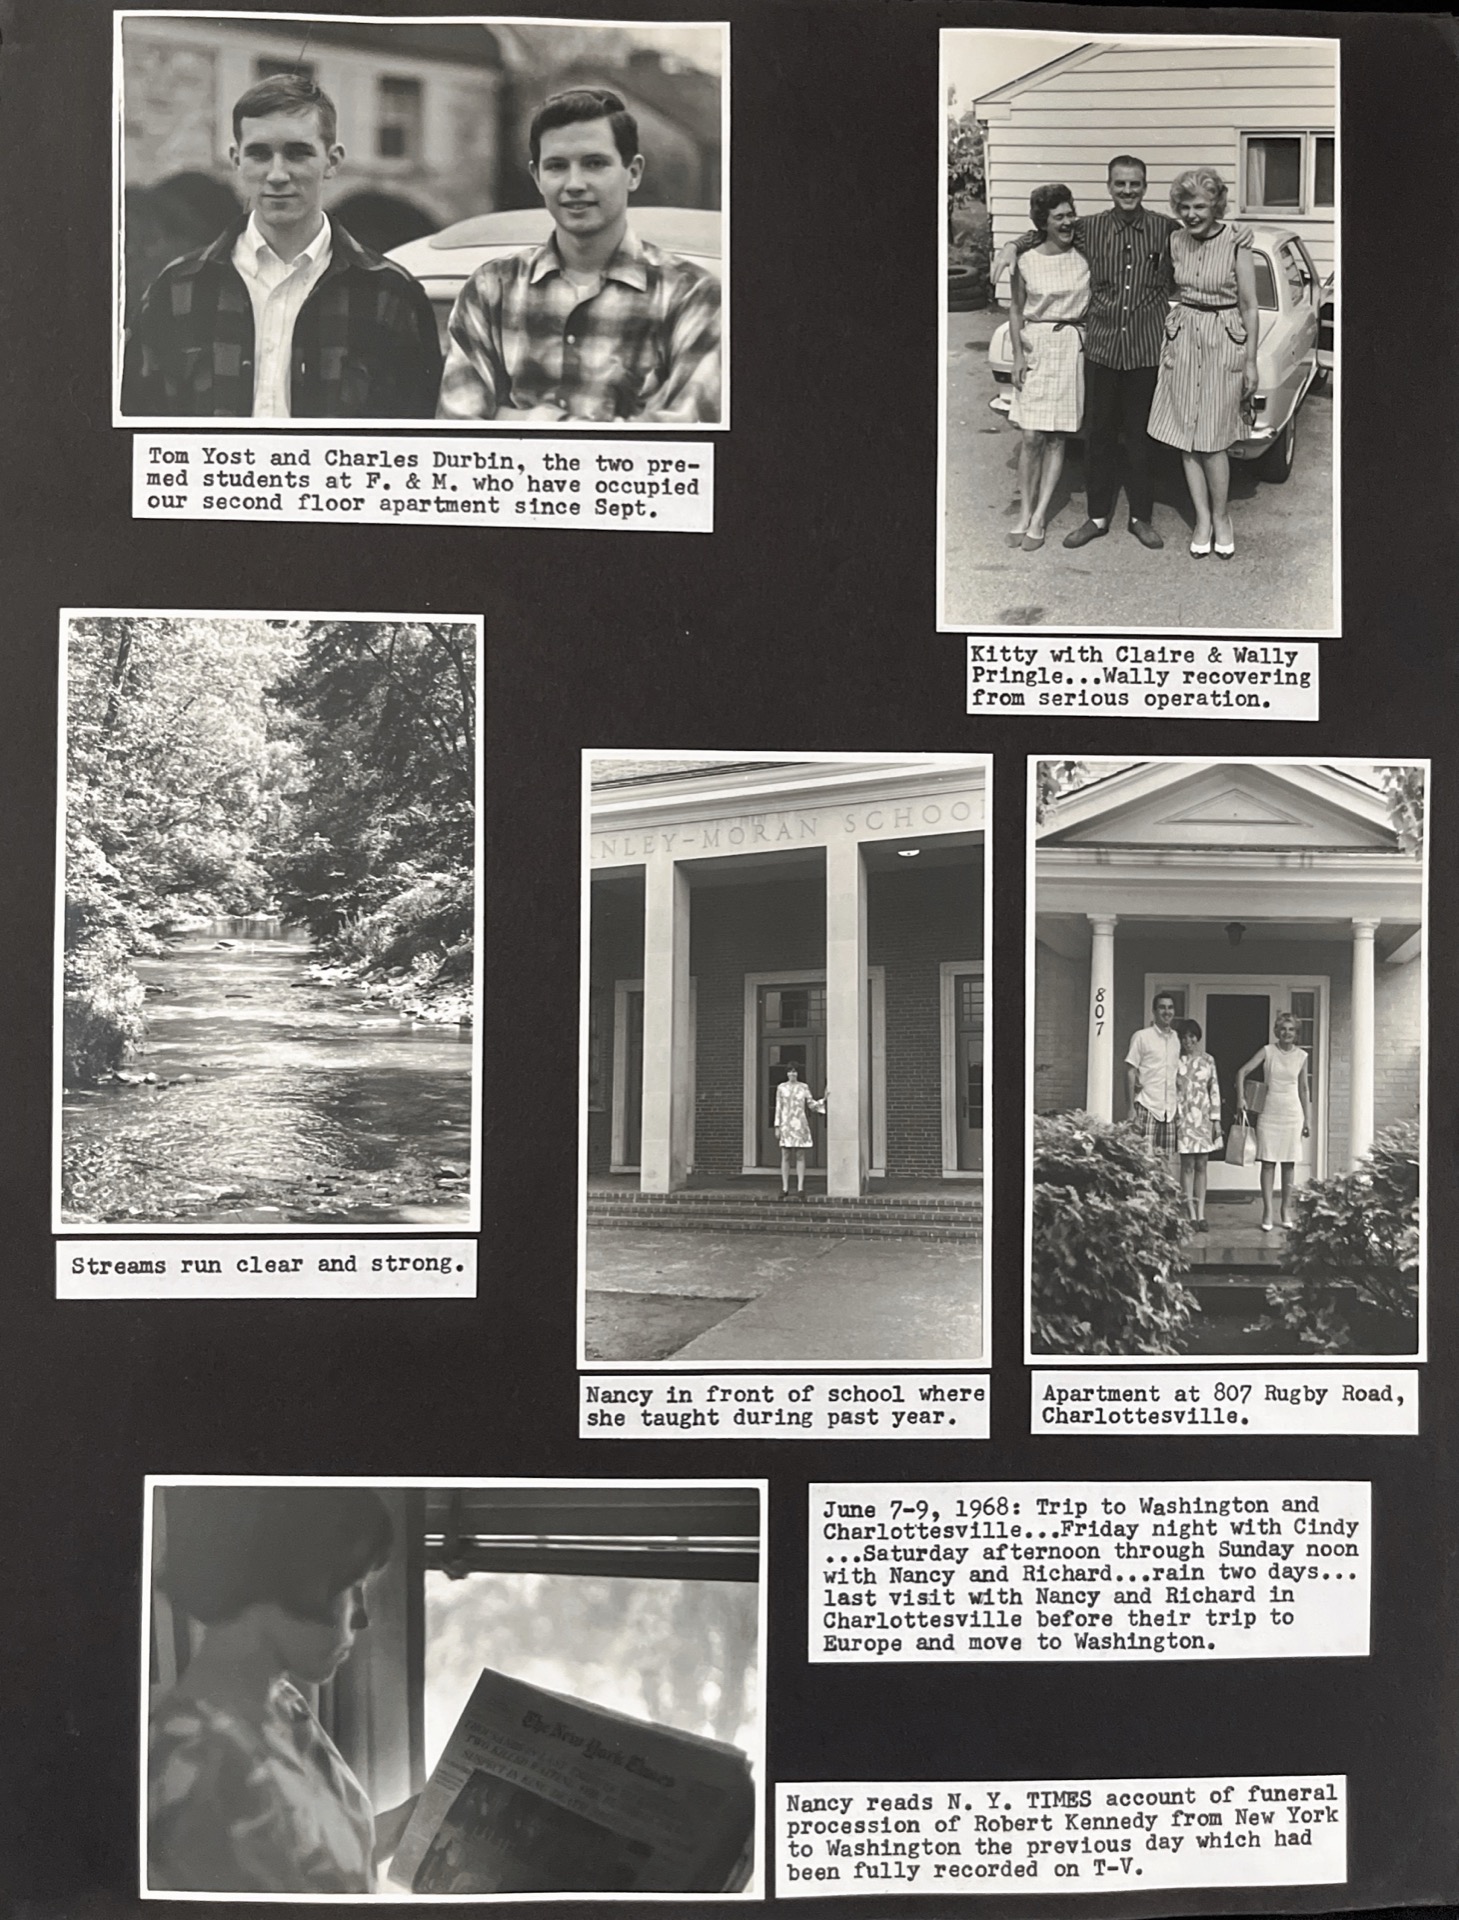 Tom Yost and Charles Durbin, the two pre-
med students at F. & M. who have occupied
our second floor apartment since Sept.
Kitty with Claire & Wally
Pringle...Wally recovering
from serious operation.
Streams run clear and strong.
NLEY-MORAN SCHOOL
Nancy in front of school where
she taught during past year.
807
Apartment at 807 Rugby Road,
Charlottesville.
June 7-9, 1968: Trip to Washington and
Charlottesville...Friday night with Cindy
...Saturday afternoon through Sunday noon
with Nancy and Richard...rain two days...
last visit with Nancy and Richard in
Charlottesville before their trip to
Europe and move to Washington.
The New York Times
Nancy reads N. Y. TIMES account of funeral
procession of Robert Kennedy from New York
to Washington the previous day which had
been fully recorded on T-V.